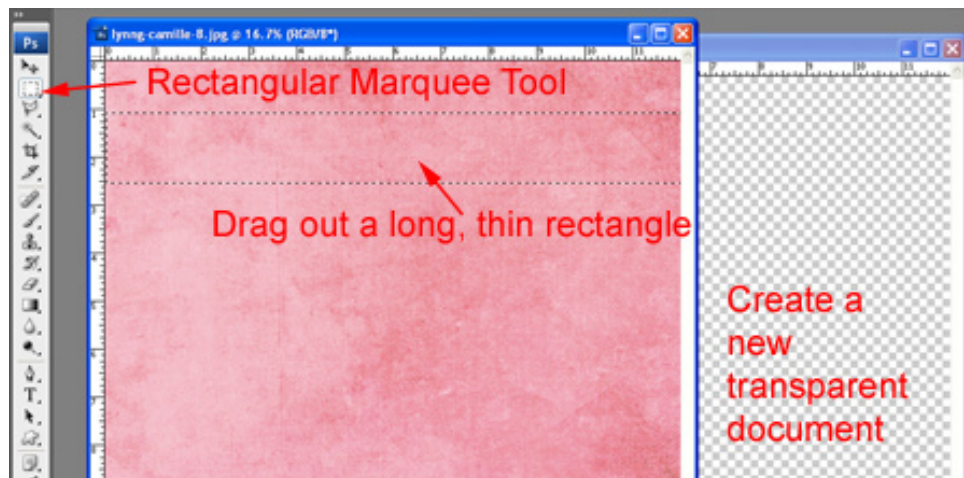 Ps
lynng-camille-8.jpg @ 16.7% (RGB/8*)
Rectangular Marquee Tool
Drag out a long, thin rectangle
Create a
new
transparent
document